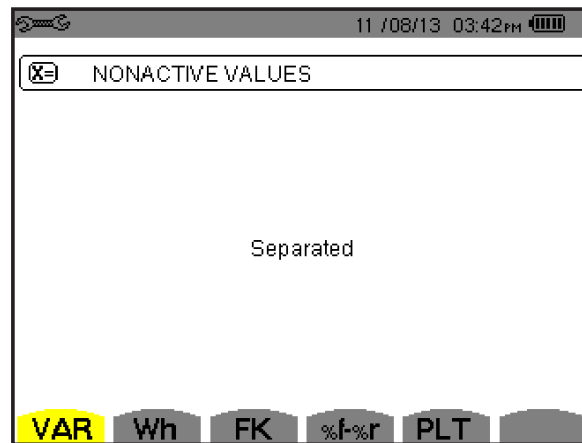 11 /08/13 03:42PM
X= NONACTIVE VALUES
Separated
VAR Wh FK %f-%r PLT